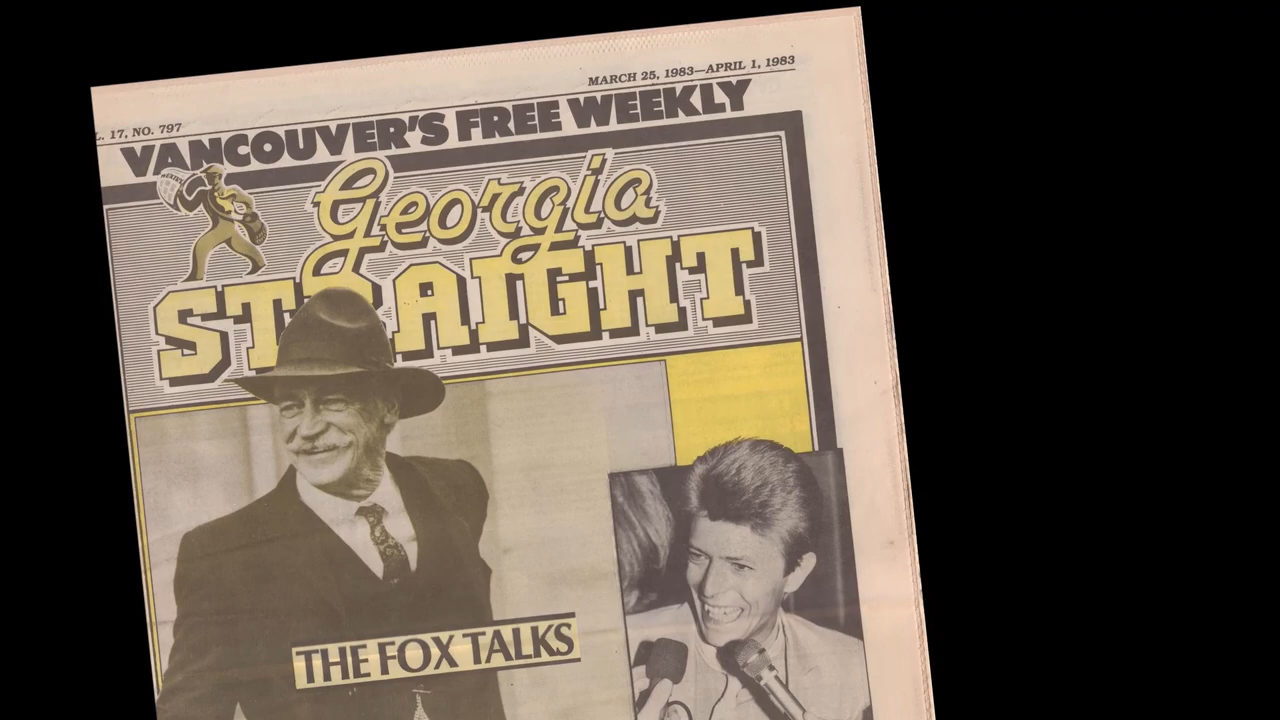 MARCH 25, 1983—APRIL 1, 1983
L. 17, NO. 797
VANCOUVER'S FREE WEEKLY
Georgia
STRAIGHT
THE FOX TALKS